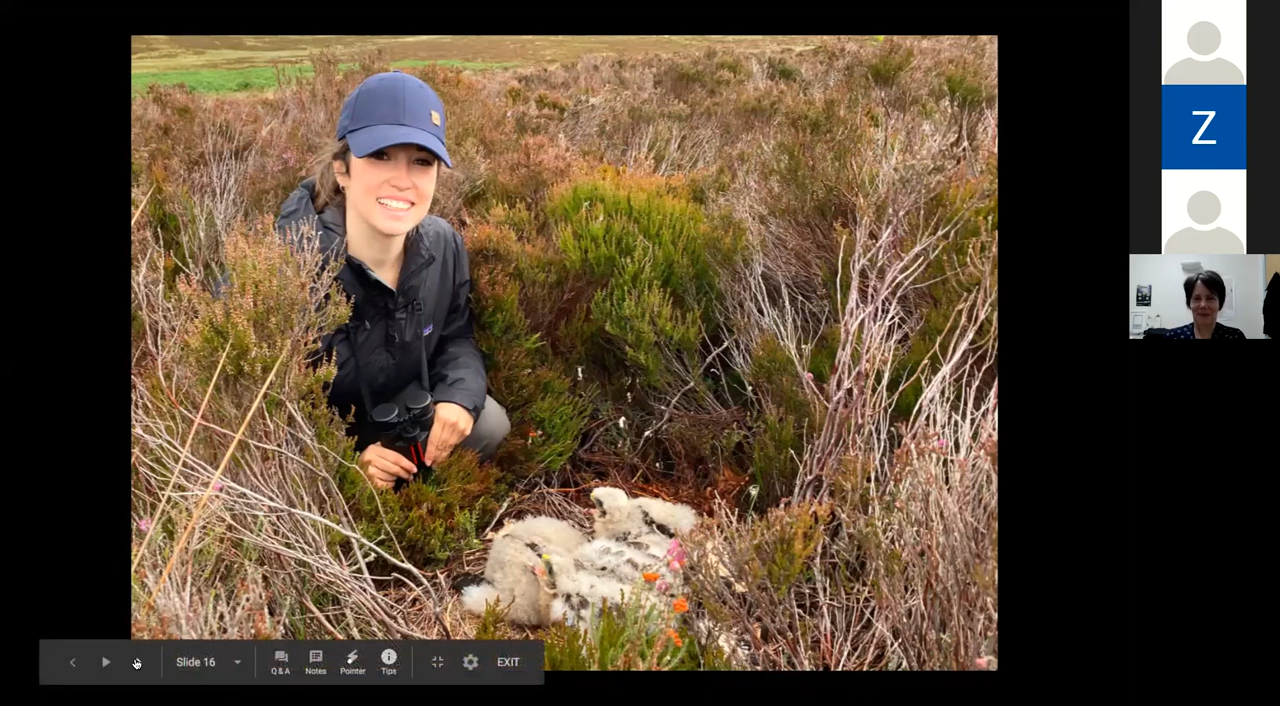 Z
Slide 16
Q & A
Notes
Pointer
Tips
EXIT